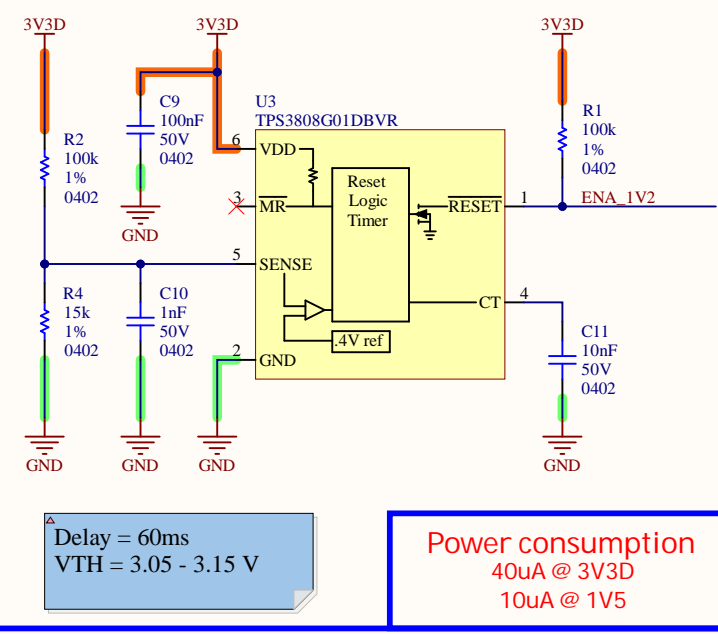 3V3D
3V3D
3V3D
C9
100nF
50V
0402
GND
U3
TPS3808G01DBVR
R1
100k
1%
0402
R2
100k
1%
0402
6
VDD
3
MR
Reset
Logic
Timer
RESET
1
ENA_1V2
5
SENSE
R4
15k
1%
0402
C10
1nF
50V
0402
CT
4
.4V ref
2
GND
C11
10nF
50V
0402
GND
GND
GND
GND
Delay = 60ms
VTH = 3.05 - 3.15 V
Power consumption
40uA @ 3V3D
10uA @ 1V5